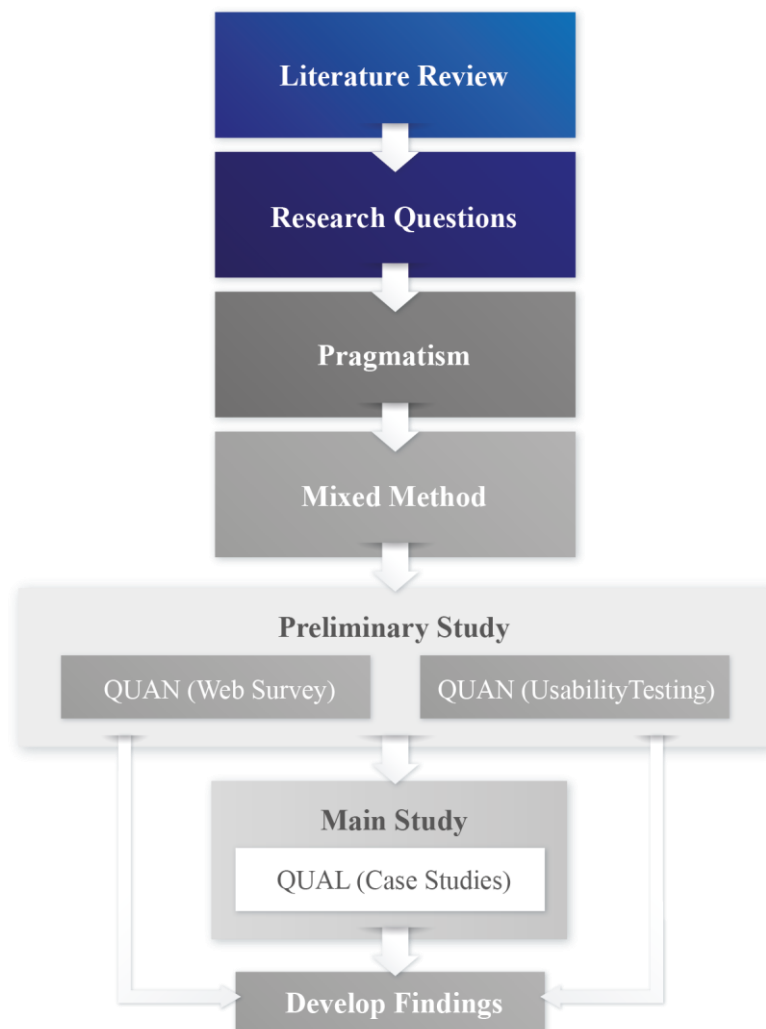 Literature Review
Research Questions
Pragmatism
Mixed Method
Preliminary Study
QUAN (Web Survey)
QUAN (UsabilityTesting)
Main Study
QUAL (Case Studies)
Develop Findings